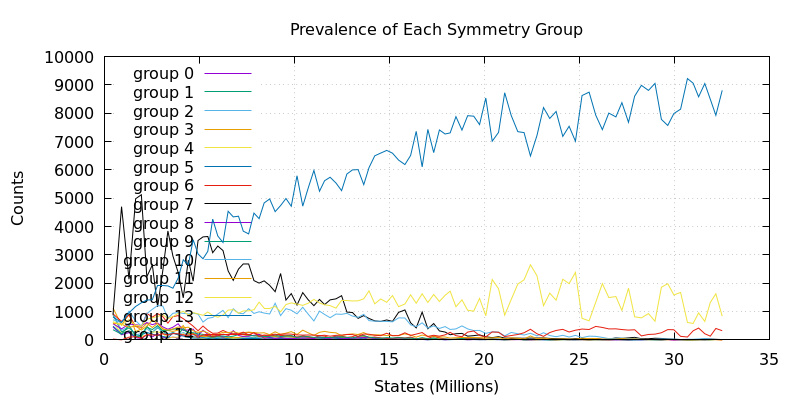 Prevalence of Each Symmetry Group
10000
9000
8000
7000
6000
5000
4000
3000
2000
1000
0
Counts
group 0
group 1
group 2
group 3
group 4
group 5
group 6
group 7
group 8
group 9
group 10
group 11
group 12
group 13
group 14
0 5 10 15 20 25 30 35
States (Millions)